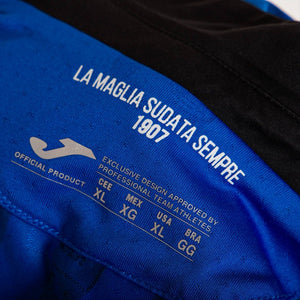 LA MAGLIA SUDATA SEMPRE
1907
EXCLUSIVE DESIGN APPROVED BY
PROFESSIONAL TEAM ATHLETES.
OFFICIAL PRODUCT
CEE MEX USA BRA
XL XG XL GG